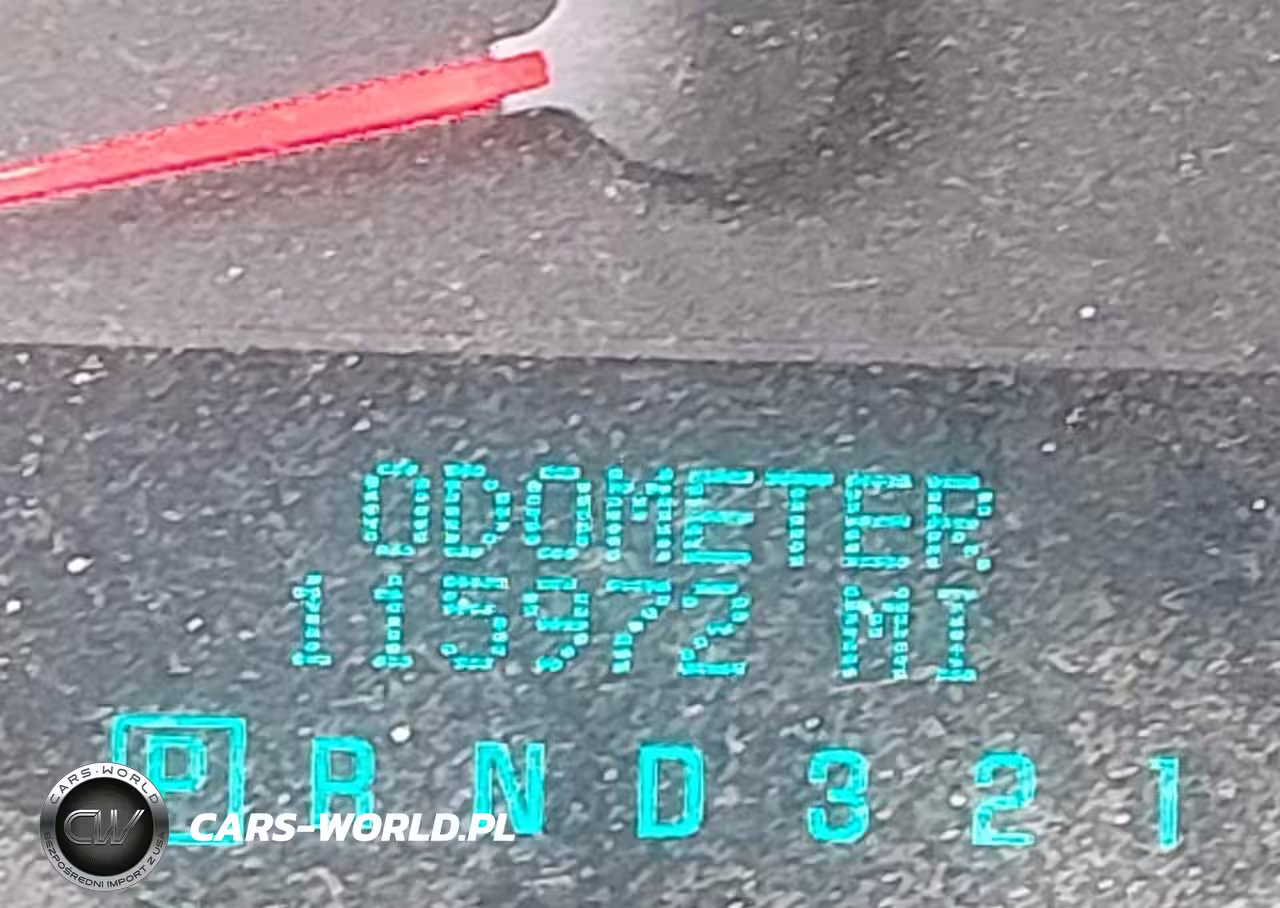 ODOMETER
115972 MI
P R N D 3 2 1
CARS-WORLD
CW
CARS-WORLD.PL
BEZPOŚREDNI IMPORT Z USA